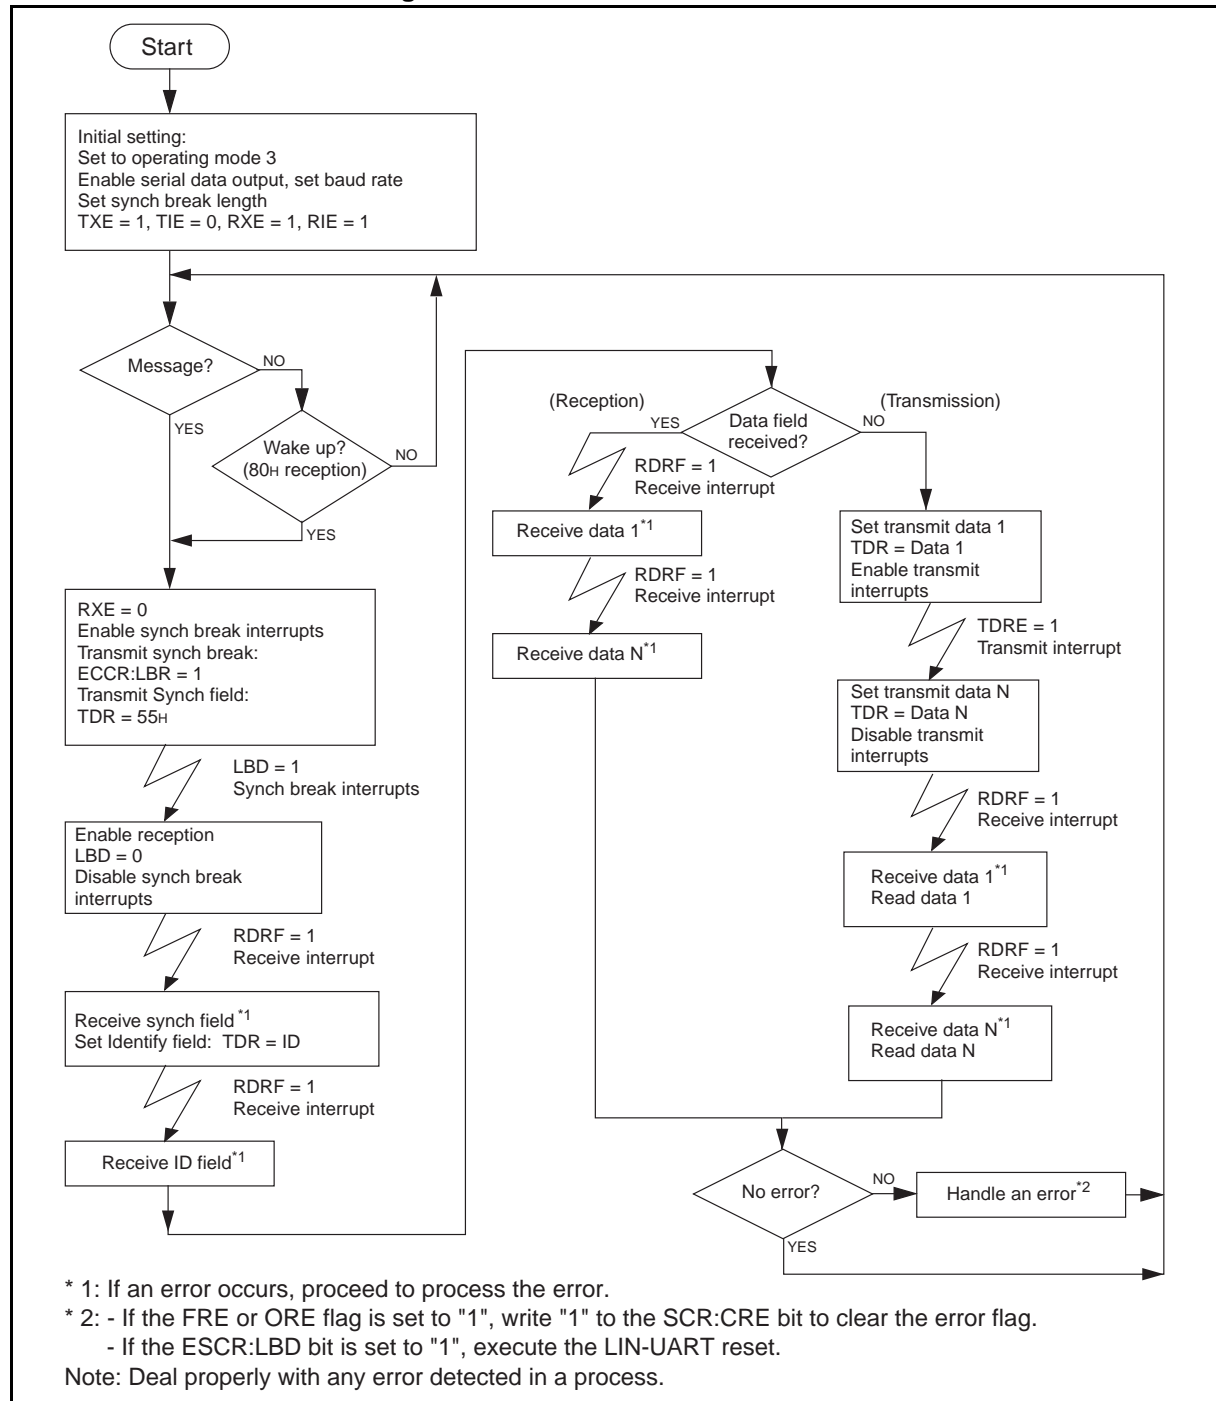 Start
Initial setting:
Set to operating mode 3
Enable serial data output, set baud rate
Set synch break length
TXE = 1, TIE = 0, RXE = 1, RIE = 1
Message?
NO
YES
Wake up?
(80H reception)
NO
YES
RXE = 0
Enable synch break interrupts
Transmit synch break:
ECCR:LBR = 1
Transmit Synch field:
TDR = 55H
LBD = 1
Synch break interrupts
Enable reception
LBD = 0
Disable synch break
interrupts
RDRF = 1
Receive interrupt
Receive synch field*1
Set Identify field: TDR = ID
RDRF = 1
Receive interrupt
Receive ID field*1
(Reception)
YES
Data field
received?
NO
(Transmission)
RDRF = 1
Receive interrupt
Receive data 1*1
RDRF = 1
Receive interrupt
Receive data N*1
Set transmit data 1
TDR = Data 1
Enable transmit
interrupts
TDRE = 1
Transmit interrupt
Set transmit data N
TDR = Data N
Disable transmit
interrupts
RDRF = 1
Receive interrupt
Receive data 1*1
Read data 1
RDRF = 1
Receive interrupt
Receive data N*1
Read data N
No error?
NO
YES
Handle an error*2
* 1: If an error occurs, proceed to process the error.
* 2: - If the FRE or ORE flag is set to "1", write "1" to the SCR:CRE bit to clear the error flag.
- If the ESCR:LBD bit is set to "1", execute the LIN-UART reset.
Note: Deal properly with any error detected in a process.